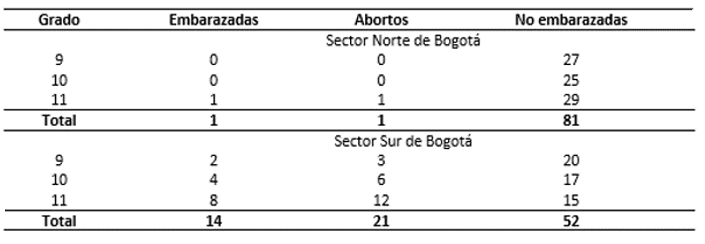 Grado Embarazadas Abortos No embarazadas
Sector Norte de Bogotá
9 0 0 27
10 0 0 25
11 1 1 29
Total 1 1 81
Sector Sur de Bogotá
9 2 3 20
10 4 6 17
11 8 12 15
Total 14 21 52